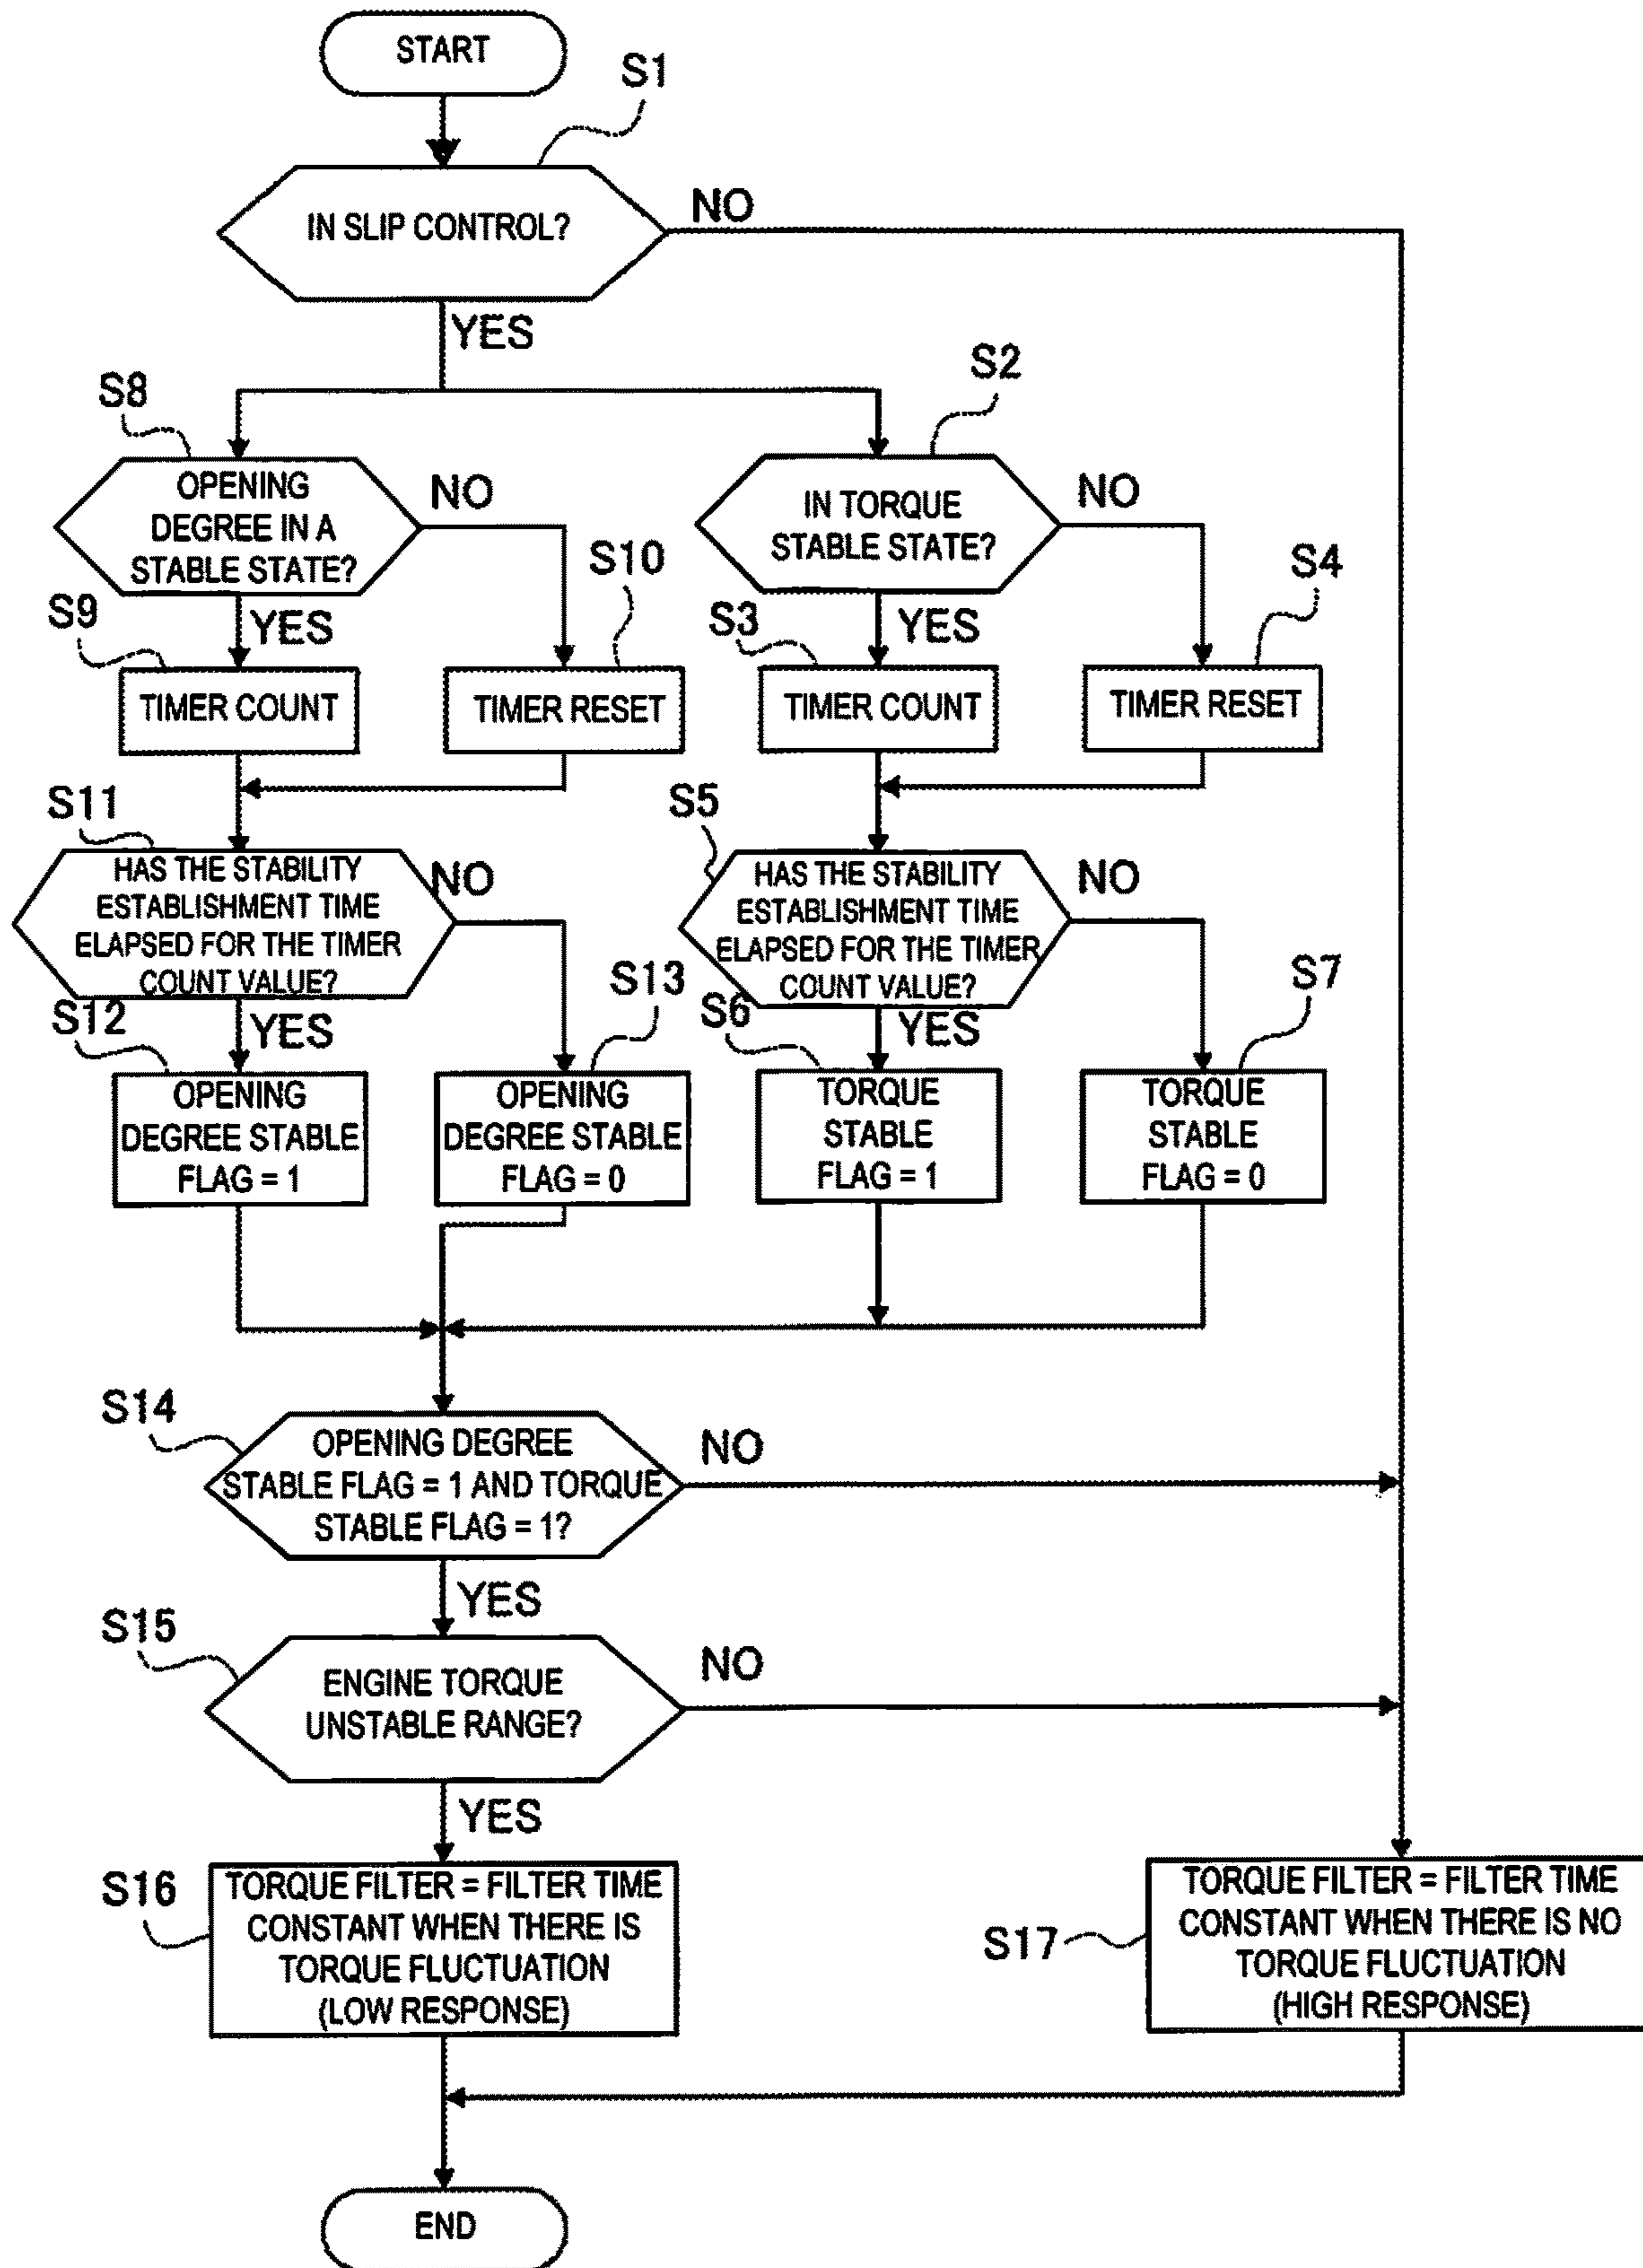 START
S1
IN SLIP CONTROL?
NO
YES
S8
S2
OPENING
DEGREE IN A
STABLE STATE?
NO
IN TORQUE
STABLE STATE?
NO
S9
YES
S10
S3
YES
S4
TIMER COUNT
TIMER RESET
TIMER COUNT
TIMER RESET
S11
HAS THE STABILITY
ESTABLISHMENT TIME
ELAPSED FOR THE TIMER
COUNT VALUE?
NO
S5
HAS THE STABILITY
ESTABLISHMENT TIME
ELAPSED FOR THE TIMER
COUNT VALUE?
NO
S12
YES
S13
S6
YES
S7
OPENING
DEGREE STABLE
FLAG = 1
OPENING
DEGREE STABLE
FLAG = 0
TORQUE
STABLE
FLAG = 1
TORQUE
STABLE
FLAG = 0
S14
OPENING DEGREE
STABLE FLAG = 1 AND TORQUE
STABLE FLAG = 1?
NO
YES
S15
ENGINE TORQUE
UNSTABLE RANGE?
NO
YES
S16
TORQUE FILTER = FILTER TIME
CONSTANT WHEN THERE IS
TORQUE FLUCTUATION
(LOW RESPONSE)
S17
TORQUE FILTER = FILTER TIME
CONSTANT WHEN THERE IS NO
TORQUE FLUCTUATION
(HIGH RESPONSE)
END